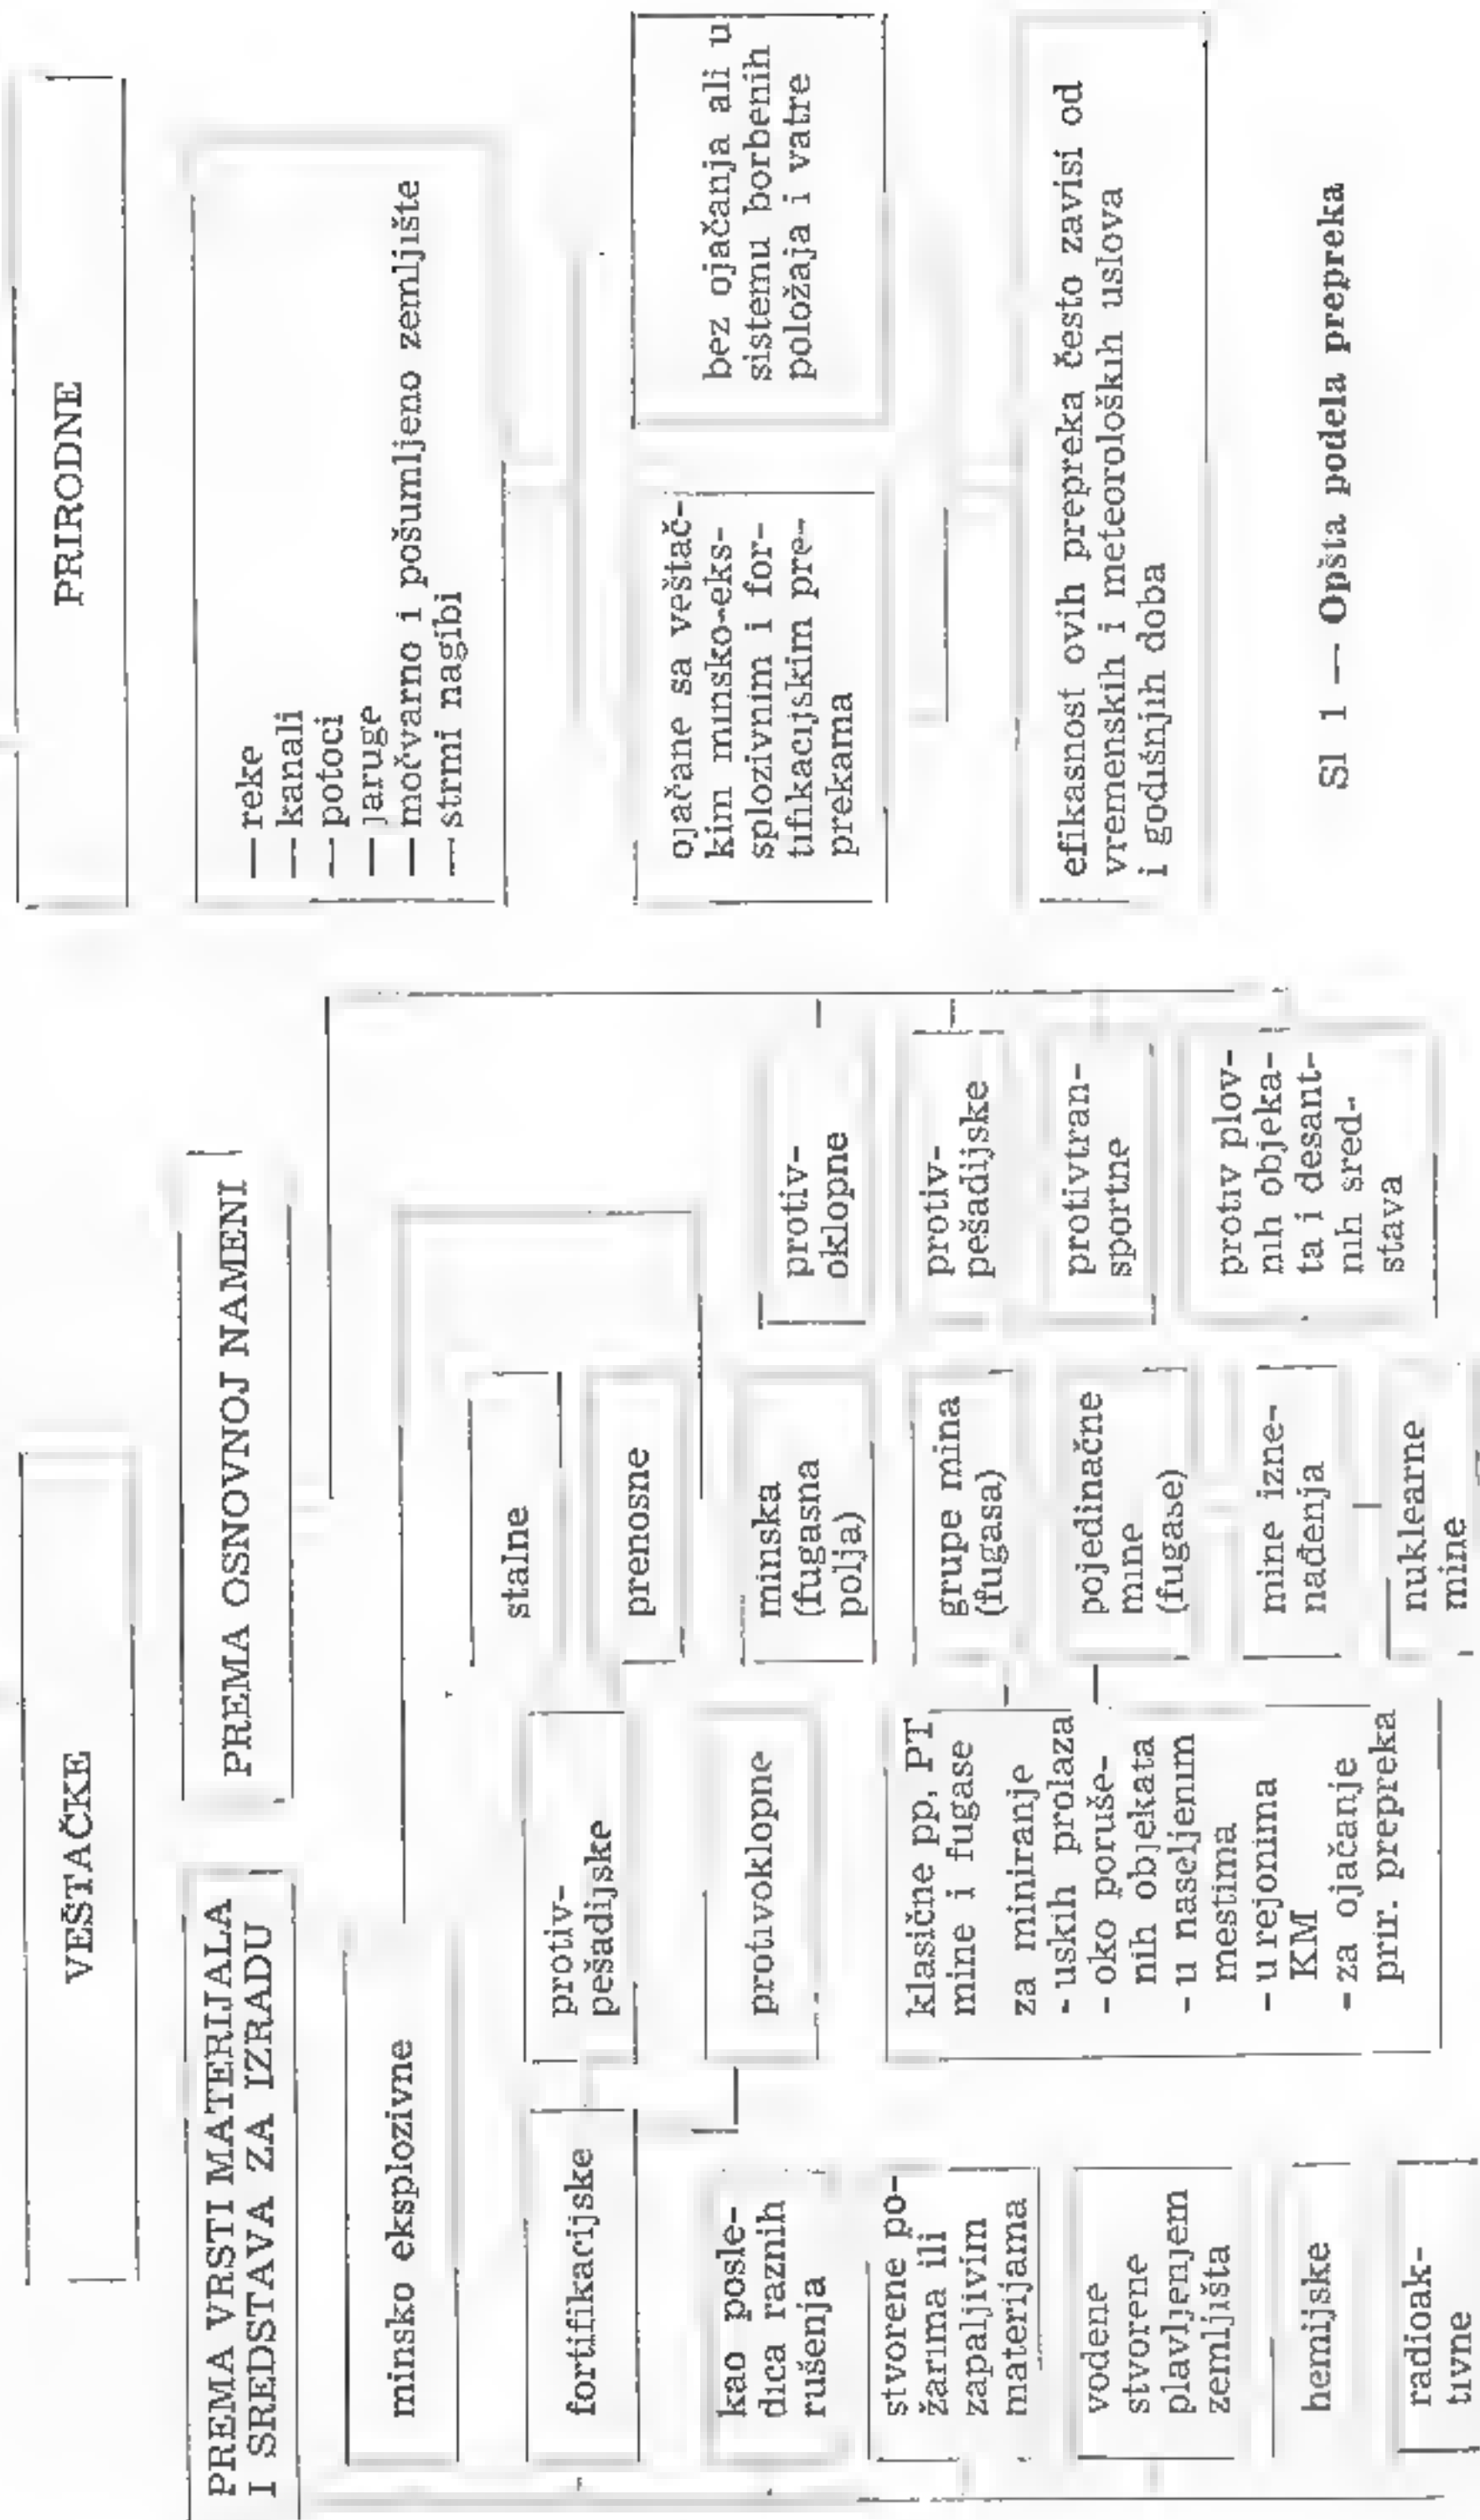 VEŠTAČKE
PREMA VRSTI MATERIJALA
I SREDSTAVA ZA IZRADU
PREMA OSNOVNOJ NAMENI
minsko eksplozivne
fortifikacijske
kao posle-
dica raznih
rušenja
stvorene po-
žarima ili
zapaljivim
materijama
vodene
stvorene
plavljenjem
zemljišta
hemijske
radioak-
tivne
protiv-
pešadijske
protivoklopne
klasične pp, PT
mine i fugase
za miniranje
- uskih prolaza
- oko poruše-
nih objekata
- u naseljenim
mestima
- u rejonima
KM
- za ojačanje
prir. prepreka
stalne
prenosne
minska
(fugasna
polja)
grupe mina
(fugasa)
pojedinačne
mine
(fugase)
mine izne-
nađenja
nuklearne
mine
protiv-
oklopne
protiv-
pešadijske
protivtran-
sportne
protiv plov-
nih objeka-
ta i desant-
nih sred-
stava
PRIRODNE
— reke
— kanali
— potoci
— jaruge
— močvarno i pošumljeno zemljište
— strmi nagibi
ojačane sa veštač-
kim minsko-eks-
splozivnim i for-
tifikacijskim pre-
prekama
bez ojačanja ali u
sistemu borbenih
položaja i vatre
efikasnost ovih prepreka često zavisi od
vremenskih i meteoroloških uslova
i godišnjih doba
Sl 1 — Opšta podela prepreka